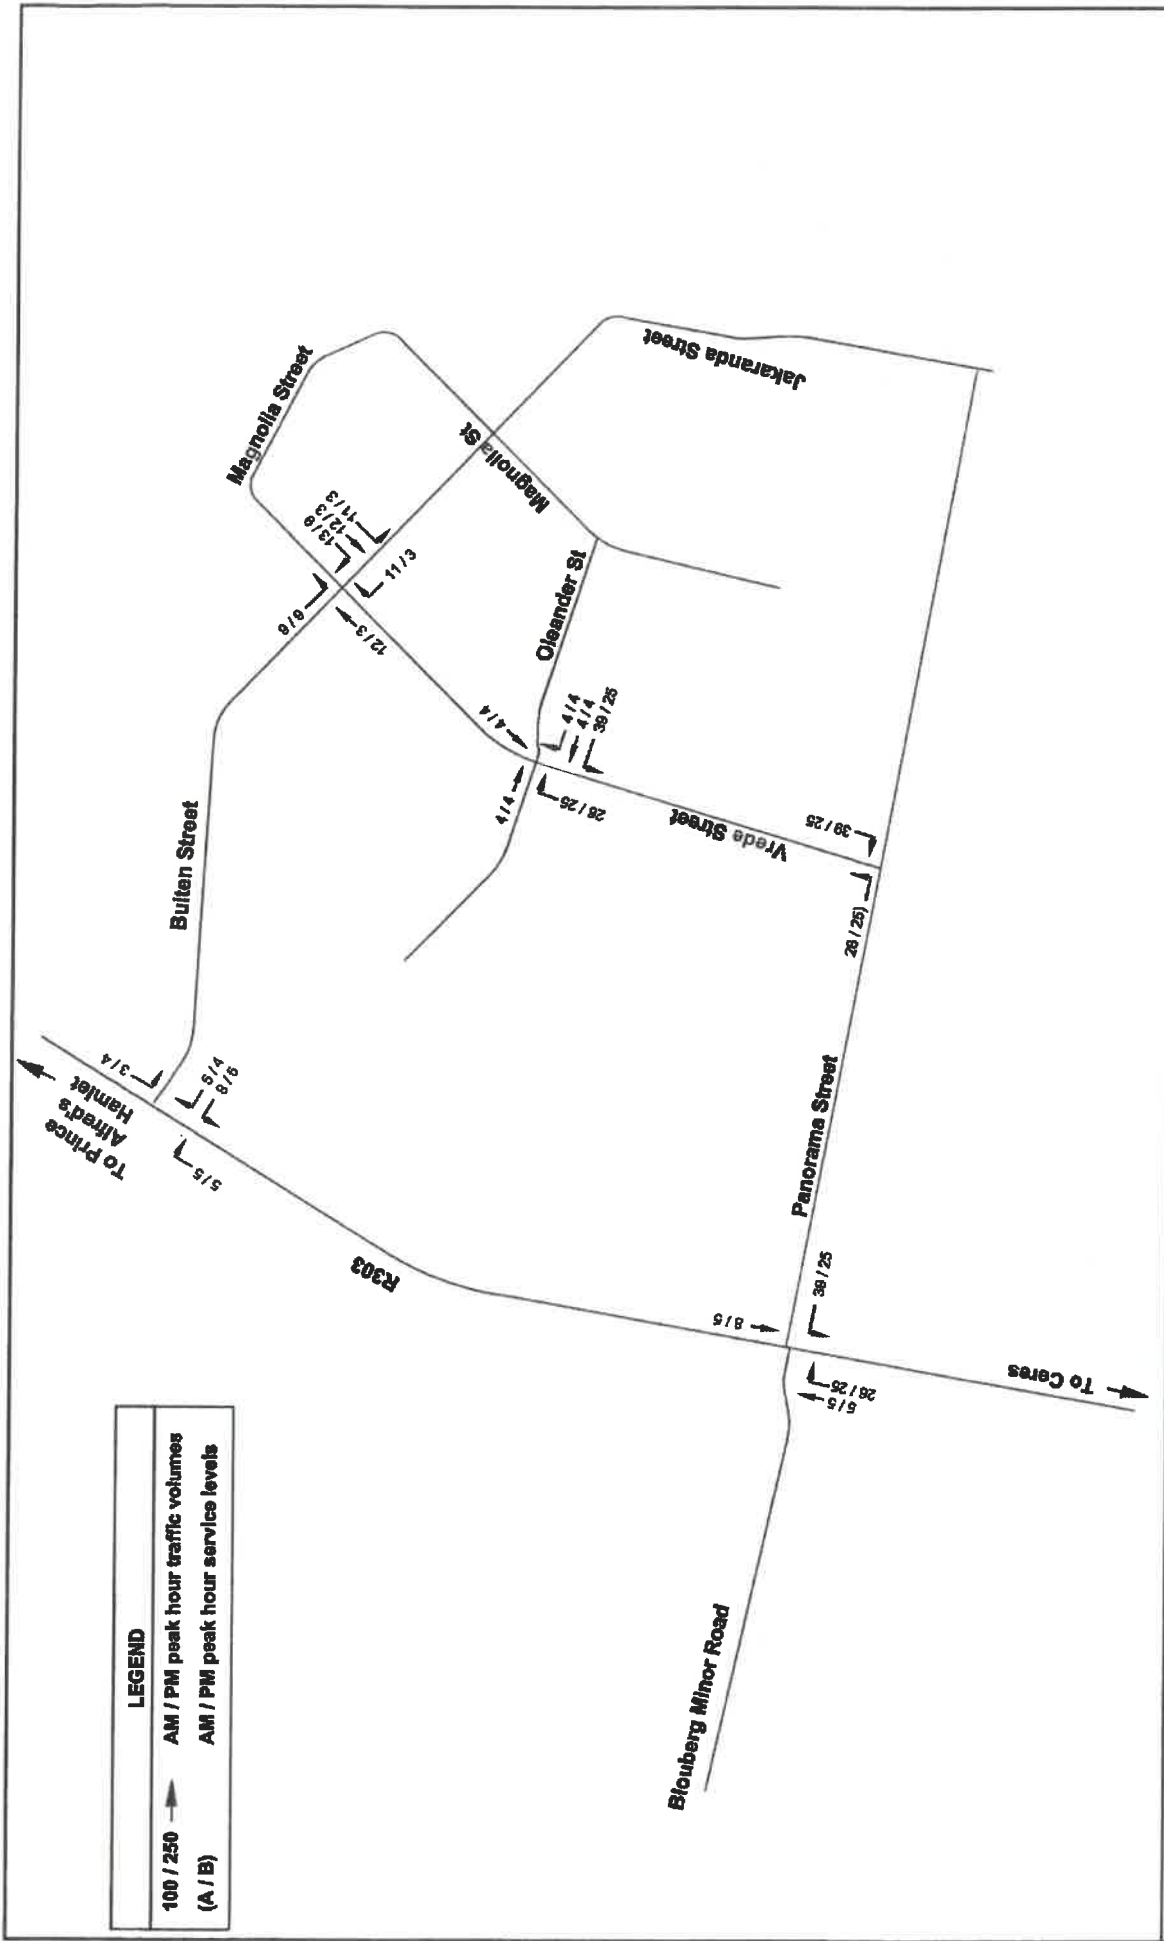 LEGEND
100 / 250 AM / PM peak hour traffic volumes
(A / B) AM / PM peak hour service levels
To Prince
Alfred's
Hamlet
3 / 4
5 / 4
8 / 5
5 / 5
Buiten Street
R303
Magnolia Street
13 / 9
12 / 3
11 / 3
11 / 3
12 / 3
Magnolia St
Jakaranda Street
Oleander St
4 / 4
4 / 4
4 / 4
4 / 4
39 / 25
28 / 25
Vrede Street
39 / 25
28 / 25)
Panorama Street
8 / 5
39 / 25
28 / 25
5 / 5
To Ceres
Blouberg Minor Road